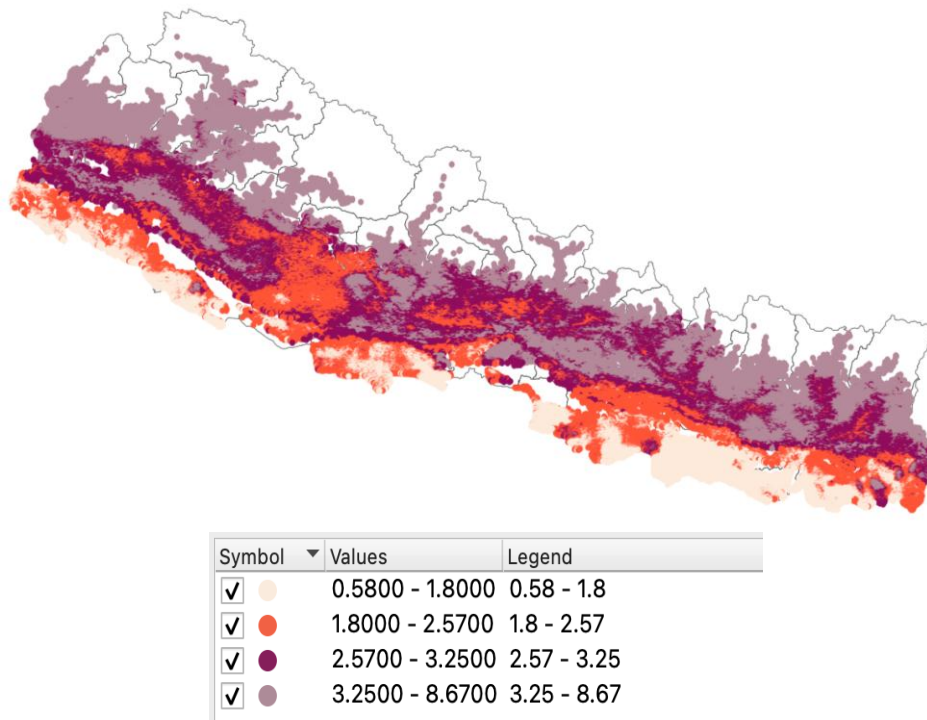 Symbol Values Legend
0.5800 - 1.8000 0.58 - 1.8
1.8000 - 2.5700 1.8 - 2.57
2.5700 - 3.2500 2.57 - 3.25
3.2500 - 8.6700 3.25 - 8.67